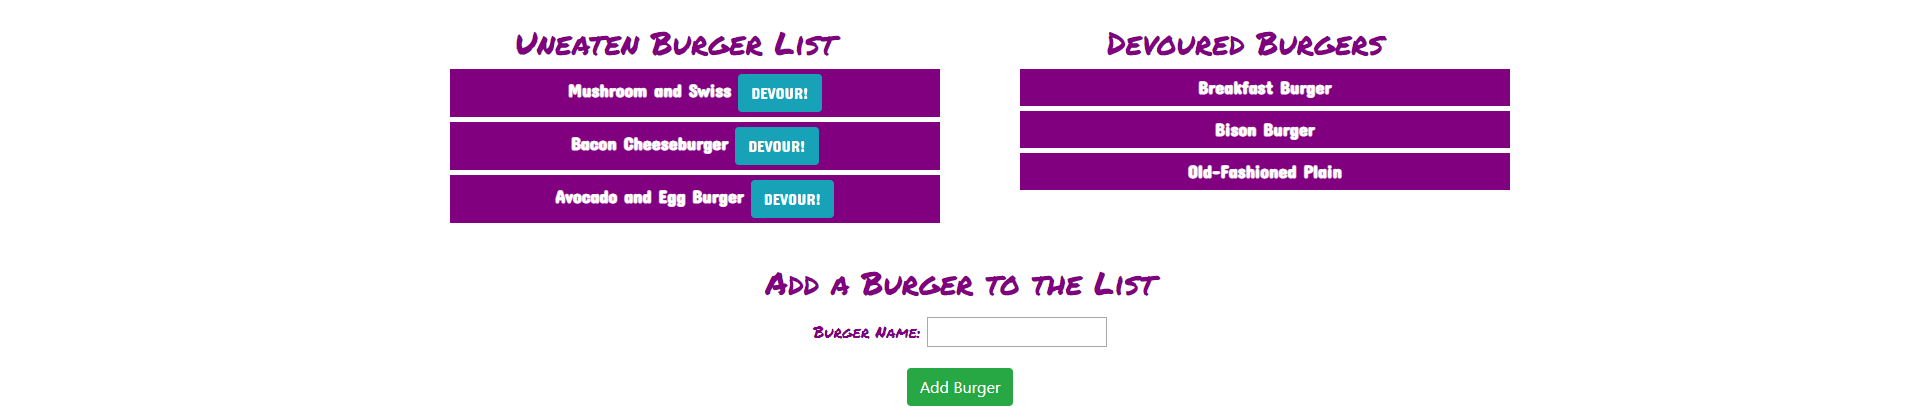 Uneaten Burger List
Mushroom and Swiss DEVOUR!
Bacon Cheeseburger DEVOUR!
Avocado and Egg Burger DEVOUR!
Devoured Burgers
Breakfast Burger
Bison Burger
Old-Fashioned Plain
Add a Burger to the List
Burger Name:
Add Burger